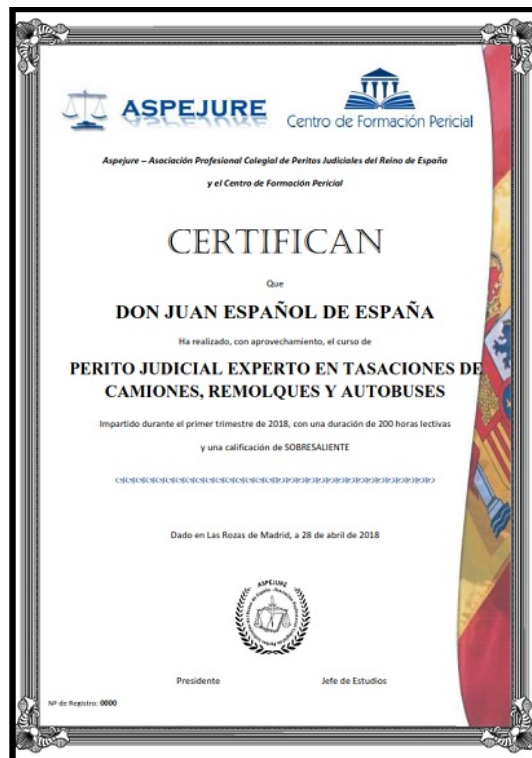 ASPEJURE
Centro de Formación Pericial
Aspejure – Asociación Profesional Colegial de Peritos Judiciales del Reino de España
y el Centro de Formación Pericial
CERTIFICAN
Que
DON JUAN ESPAÑOL DE ESPAÑA
Ha realizado, con aprovechamiento, el curso de
PERITO JUDICIAL EXPERTO EN TASACIONES DE
CAMIONES, REMOLQUES Y AUTOBUSES
Impartido durante el primer trimestre de 2018, con una duración de 200 horas lectivas
y una calificación de SOBRESALIENTE
Dado en Las Rozas de Madrid, a 28 de abril de 2018
ASPEJURE
Presidente
Jefe de Estudios
Nº de Registro: 0000